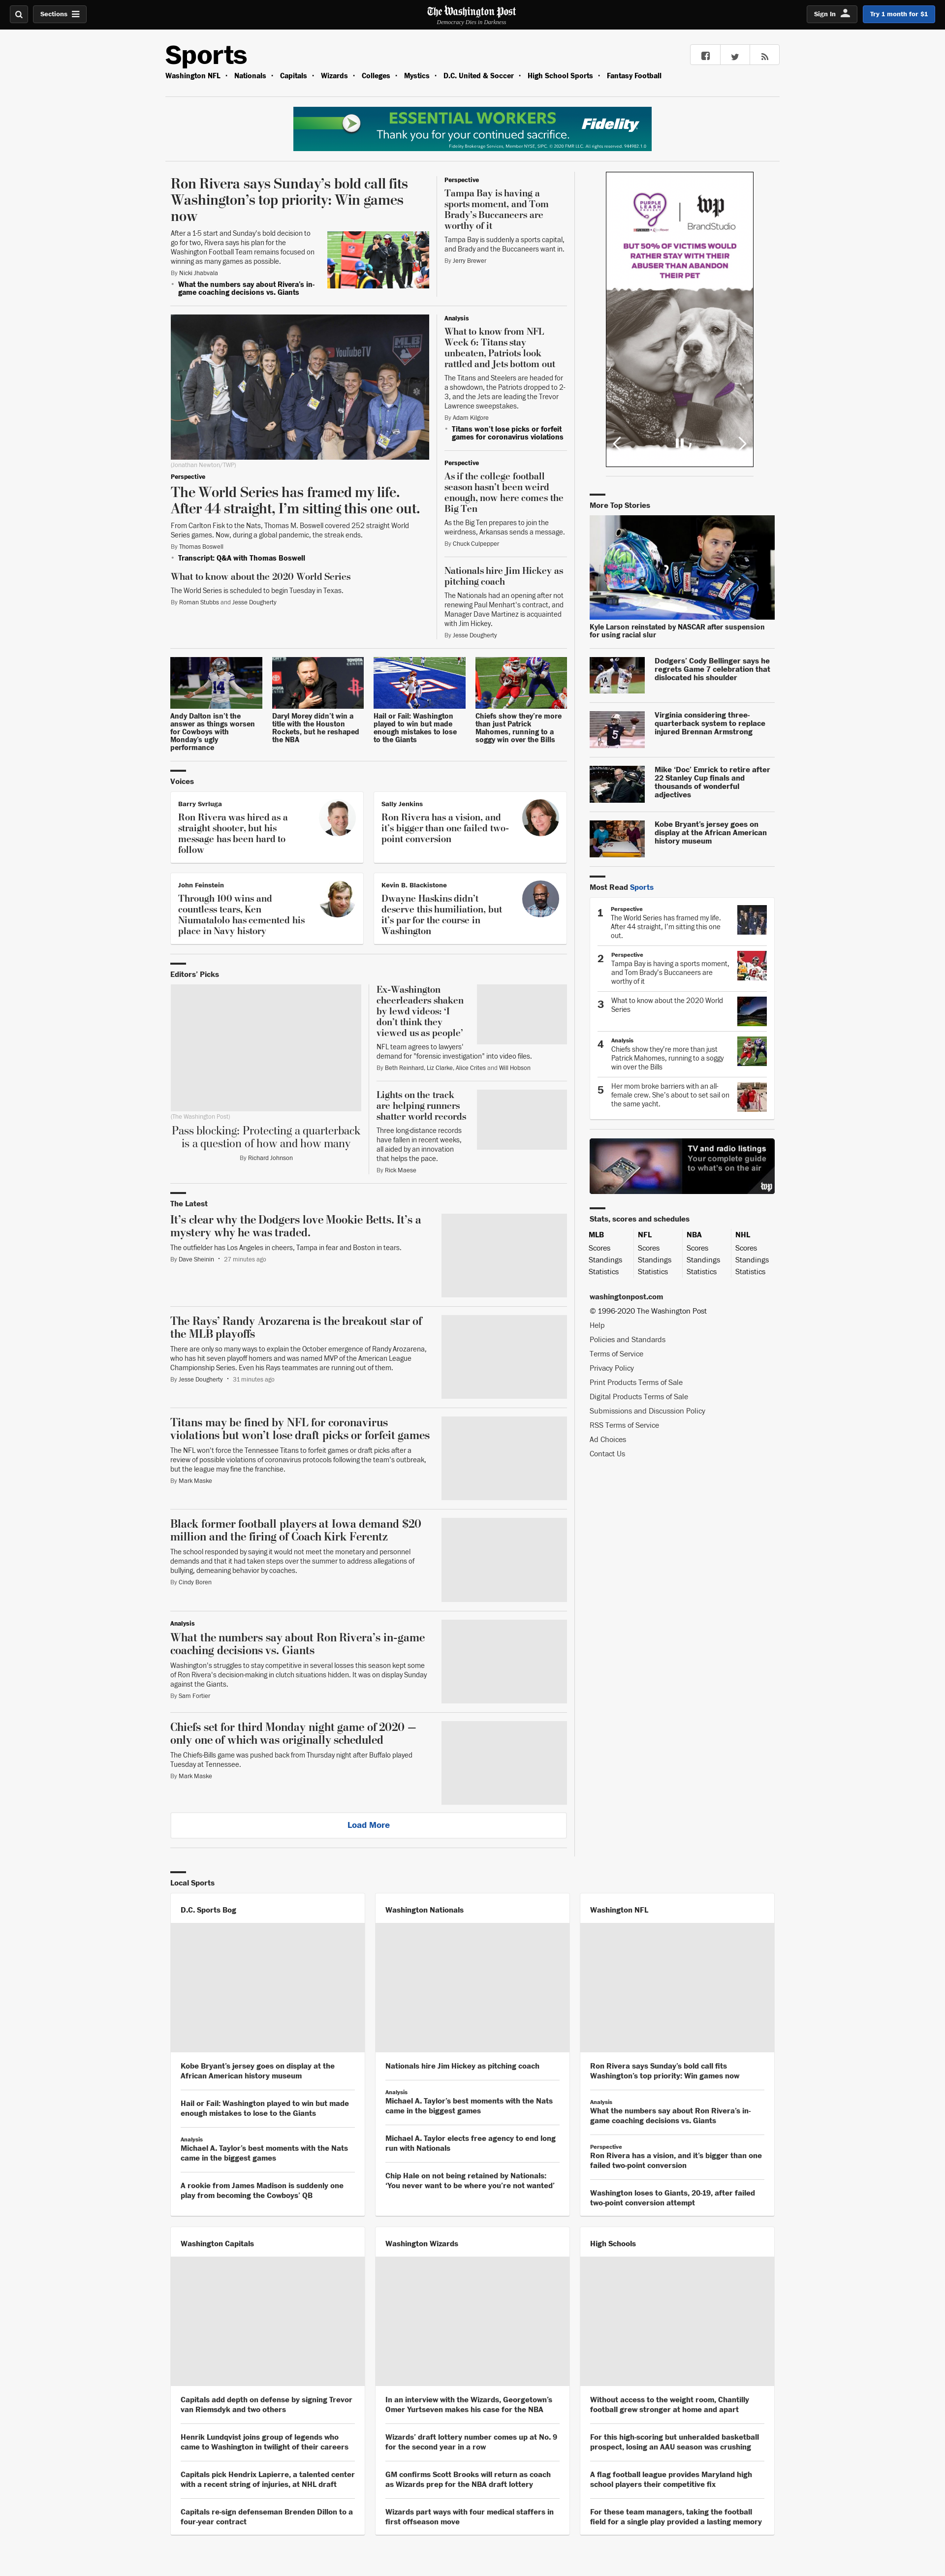 Sections
The Washington Post
Democracy Dies in Darkness
Sign In
Try 1 month for $1
Sports
Washington NFL • Nationals • Capitals • Wizards • Colleges • Mystics • D.C. United & Soccer • High School Sports • Fantasy Football
ESSENTIAL WORKERS
Thank you for your continued sacrifice.
Fidelity
Fidelity Brokerage Services, Member NYSE, SIPC. © 2020 FMR LLC. All rights reserved. 949982.1.0
Ron Rivera says Sunday's bold call fits
Washington's top priority: Win games
now
After a 1-5 start and Sunday's bold decision to
go for two, Rivera says his plan for the
Washington Football Team remains focused on
winning as many games as possible.
By Nicki Jhabvala
What the numbers say about Rivera's in-
game coaching decisions vs. Giants
Perspective
Tampa Bay is having a
sports moment, and Tom
Brady's Buccaneers are
worthy of it
Tampa Bay is suddenly a sports capital,
and Brady and the Buccaneers want in.
By Jerry Brewer
YouTubeTV
MLB
(Jonathan Newton/TWP)
Perspective
The World Series has framed my life.
After 44 straight, I'm sitting this one out.
From Carlton Fisk to the Nats, Thomas M. Boswell covered 252 straight World
Series games. Now, during a global pandemic, the streak ends.
By Thomas Boswell
Transcript: Q&A with Thomas Boswell
What to know about the 2020 World Series
The World Series is scheduled to begin Tuesday in Texas.
By Roman Stubbs and Jesse Dougherty
Analysis
What to know from NFL
Week 6: Titans stay
unbeaten, Patriots look
rattled and Jets bottom out
The Titans and Steelers are headed for
a showdown, the Patriots dropped to 2-
3, and the Jets are leading the Trevor
Lawrence sweepstakes.
By Adam Kilgore
Titans won't lose picks or forfeit
games for coronavirus violations
Perspective
As if the college football
season hasn't been weird
enough, now here comes the
Big Ten
As the Big Ten prepares to join the
weirdness, Arkansas sends a message.
By Chuck Culpepper
Nationals hire Jim Hickey as
pitching coach
The Nationals had an opening after not
renewing Paul Menhart's contract, and
Manager Dave Martinez is acquainted
with Jim Hickey.
By Jesse Dougherty
Andy Dalton isn't the
answer as things worsen
for Cowboys with
Monday's ugly
performance
Daryl Morey didn't win a
title with the Houston
Rockets, but he reshaped
the NBA
Hail or Fail: Washington
played to win but made
enough mistakes to lose
to the Giants
Chiefs show they're more
than just Patrick
Mahomes, running to a
soggy win over the Bills
Voices
Barry Svrluga
Ron Rivera was hired as a
straight shooter, but his
message has been hard to
follow
Sally Jenkins
Ron Rivera has a vision, and
it's bigger than one failed two-
point conversion
John Feinstein
Through 100 wins and
countless tears, Ken
Niumatalolo has cemented his
place in Navy history
Kevin B. Blackistone
Dwayne Haskins didn't
deserve this humiliation, but
it's par for the course in
Washington
Editors' Picks
(The Washington Post)
Pass blocking: Protecting a quarterback
is a question of how and how many
By Richard Johnson
Ex-Washington
cheerleaders shaken
by lewd videos: 'I
don't think they
viewed us as people'
NFL team agrees to lawyers'
demand for "forensic investigation" into video files.
By Beth Reinhard, Liz Clarke, Alice Crites and Will Hobson
Lights on the track
are helping runners
shatter world records
Three long-distance records
have fallen in recent weeks,
all aided by an innovation
that helps the pace.
By Rick Maese
The Latest
It's clear why the Dodgers love Mookie Betts. It's a
mystery why he was traded.
The outfielder has Los Angeles in cheers, Tampa in fear and Boston in tears.
By Dave Sheinin • 27 minutes ago
The Rays' Randy Arozarena is the breakout star of
the MLB playoffs
There are only so many ways to explain the October emergence of Randy Arozarena,
who has hit seven playoff homers and was named MVP of the American League
Championship Series. Even his Rays teammates are running out of them.
By Jesse Dougherty • 31 minutes ago
Titans may be fined by NFL for coronavirus
violations but won't lose draft picks or forfeit games
The NFL won't force the Tennessee Titans to forfeit games or draft picks after a
review of possible violations of coronavirus protocols following the team's outbreak,
but the league may fine the franchise.
By Mark Maske
Black former football players at Iowa demand $20
million and the firing of Coach Kirk Ferentz
The school responded by saying it would not meet the monetary and personnel
demands and that it had taken steps over the summer to address allegations of
bullying, demeaning behavior by coaches.
By Cindy Boren
Analysis
What the numbers say about Ron Rivera's in-game
coaching decisions vs. Giants
Washington's struggles to stay competitive in several losses this season kept some
of Ron Rivera's decision-making in clutch situations hidden. It was on display Sunday
against the Giants.
By Sam Fortier
Chiefs set for third Monday night game of 2020 —
only one of which was originally scheduled
The Chiefs-Bills game was pushed back from Thursday night after Buffalo played
Tuesday at Tennessee.
By Mark Maske
Load More
PURPLE
LEASH
wp
BrandStudio
BUT 50% OF VICTIMS WOULD
RATHER STAY WITH THEIR
ABUSER THAN ABANDON
THEIR PET
More Top Stories
Kyle Larson reinstated by NASCAR after suspension
for using racial slur
Dodgers' Cody Bellinger says he
regrets Game 7 celebration that
dislocated his shoulder
Virginia considering three-
quarterback system to replace
injured Brennan Armstrong
Mike 'Doc' Emrick to retire after
22 Stanley Cup finals and
thousands of wonderful
adjectives
Kobe Bryant's jersey goes on
display at the African American
history museum
Most Read Sports
1
Perspective
The World Series has framed my life.
After 44 straight, I'm sitting this one
out.
2
Perspective
Tampa Bay is having a sports moment,
and Tom Brady's Buccaneers are
worthy of it
3
What to know about the 2020 World
Series
4
Analysis
Chiefs show they're more than just
Patrick Mahomes, running to a soggy
win over the Bills
5
Her mom broke barriers with an all-
female crew. She's about to set sail on
the same yacht.
TV and radio listings
Your complete guide
to what's on the air
wp
Stats, scores and schedules
MLB NFL NBA NHL
Scores Scores Scores Scores
Standings Standings Standings Standings
Statistics Statistics Statistics Statistics
washingtonpost.com
© 1996-2020 The Washington Post
Help
Policies and Standards
Terms of Service
Privacy Policy
Print Products Terms of Sale
Digital Products Terms of Sale
Submissions and Discussion Policy
RSS Terms of Service
Ad Choices
Contact Us
Local Sports
D.C. Sports Bog
Kobe Bryant's jersey goes on display at the
African American history museum
Hail or Fail: Washington played to win but made
enough mistakes to lose to the Giants
Analysis
Michael A. Taylor's best moments with the Nats
came in the biggest games
A rookie from James Madison is suddenly one
play from becoming the Cowboys' QB
Washington Nationals
Nationals hire Jim Hickey as pitching coach
Analysis
Michael A. Taylor's best moments with the Nats
came in the biggest games
Michael A. Taylor elects free agency to end long
run with Nationals
Chip Hale on not being retained by Nationals:
'You never want to be where you're not wanted'
Washington NFL
Ron Rivera says Sunday's bold call fits
Washington's top priority: Win games now
Analysis
What the numbers say about Ron Rivera's in-
game coaching decisions vs. Giants
Perspective
Ron Rivera has a vision, and it's bigger than one
failed two-point conversion
Washington loses to Giants, 20-19, after failed
two-point conversion attempt
Washington Capitals
Capitals add depth on defense by signing Trevor
van Riemsdyk and two others
Henrik Lundqvist joins group of legends who
came to Washington in twilight of their careers
Capitals pick Hendrix Lapierre, a talented center
with a recent string of injuries, at NHL draft
Capitals re-sign defenseman Brenden Dillon to a
four-year contract
Washington Wizards
In an interview with the Wizards, Georgetown's
Omer Yurtseven makes his case for the NBA
Wizards' draft lottery number comes up at No. 9
for the second year in a row
GM confirms Scott Brooks will return as coach
as Wizards prep for the NBA draft lottery
Wizards part ways with four medical staffers in
first offseason move
High Schools
Without access to the weight room, Chantilly
football grew stronger at home and apart
For this high-scoring but unheralded basketball
prospect, losing an AAU season was crushing
A flag football league provides Maryland high
school players their competitive fix
For these team managers, taking the football
field for a single play provided a lasting memory